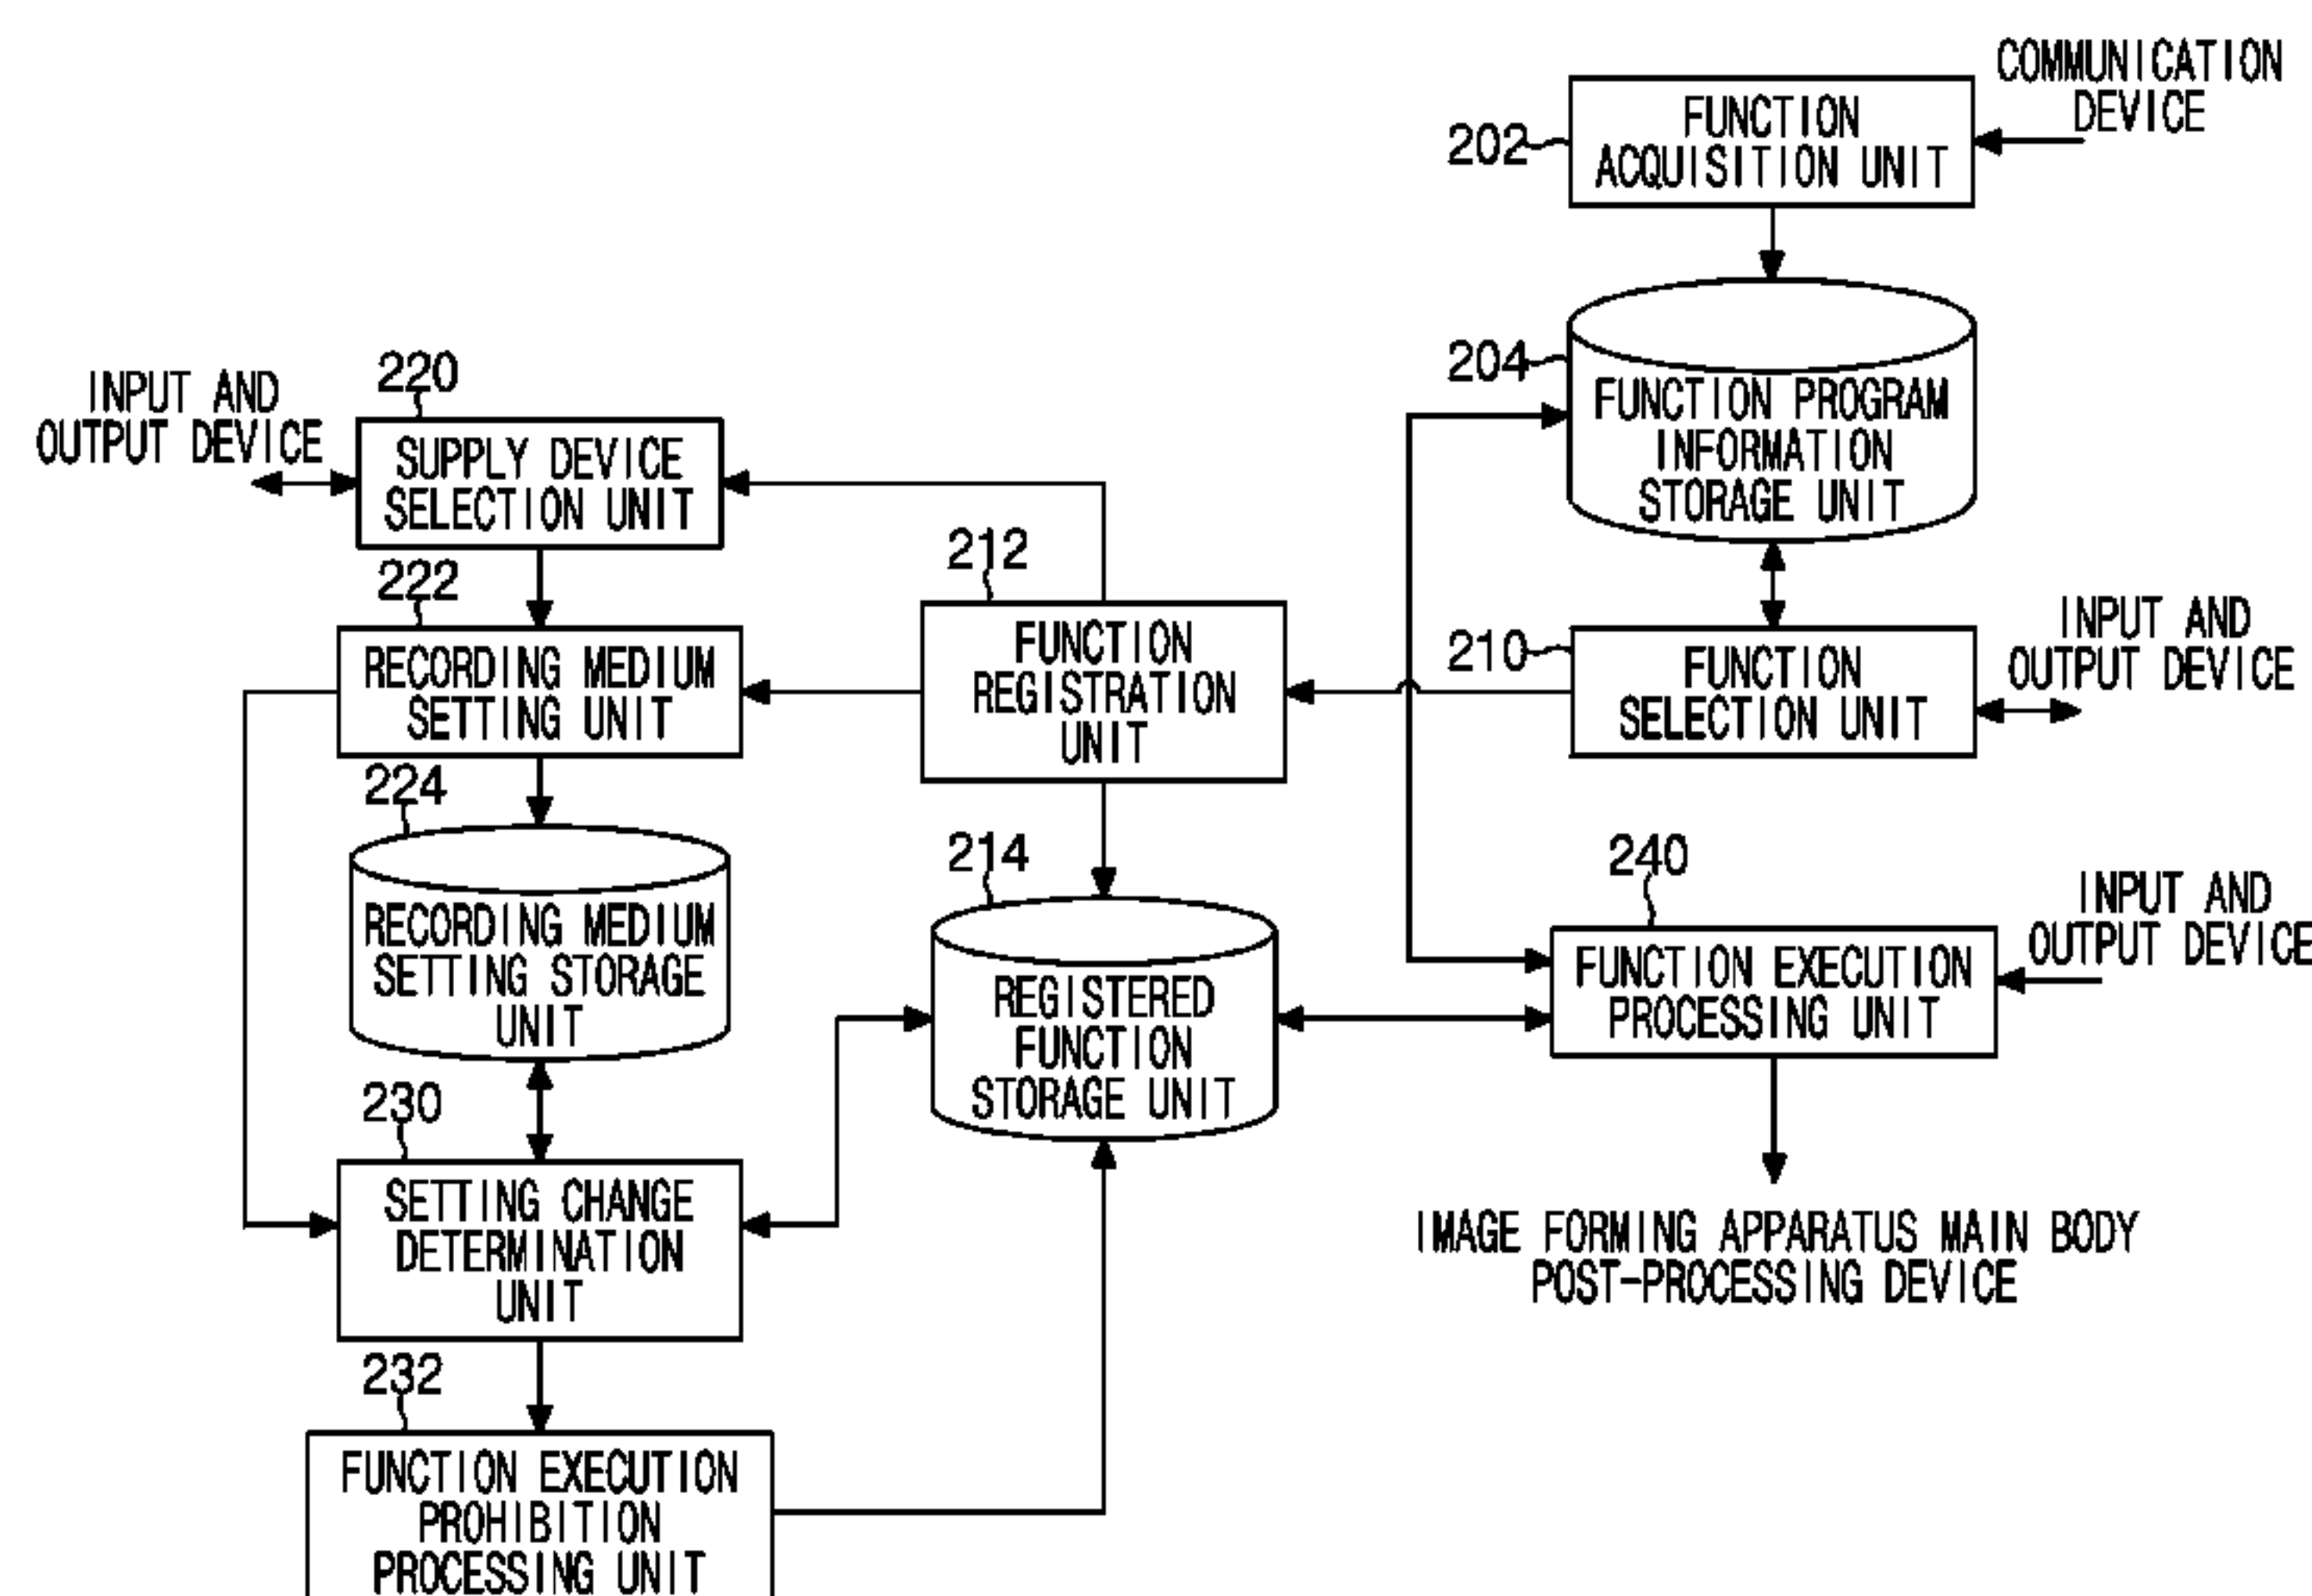 COMMUNICATION
DEVICE
202
FUNCTION
ACQUISITION UNIT
204
FUNCTION PROGRAM
INFORMATION
STORAGE UNIT
INPUT AND
OUTPUT DEVICE
220
SUPPLY DEVICE
SELECTION UNIT
222
RECORDING MEDIUM
SETTING UNIT
212
FUNCTION
REGISTRATION
UNIT
210
FUNCTION
SELECTION UNIT
INPUT AND
OUTPUT DEVICE
224
RECORDING MEDIUM
SETTING STORAGE
UNIT
214
REGISTERED
FUNCTION
STORAGE UNIT
240
FUNCTION EXECUTION
PROCESSING UNIT
INPUT AND
OUTPUT DEVICE
230
SETTING CHANGE
DETERMINATION
UNIT
IMAGE FORMING APPARATUS MAIN BODY
POST-PROCESSING DEVICE
232
FUNCTION EXECUTION
PROHIBITION
PROCESSING UNIT